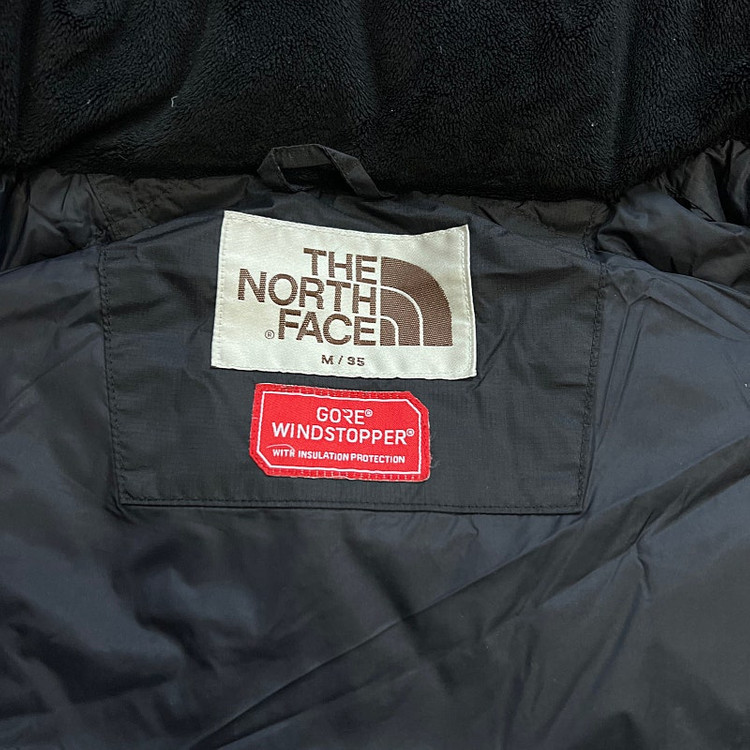 THE
NORTH
FACE®
M / 95
GORE®
WINDSTOPPER®
WITH INSULATION PROTECTION